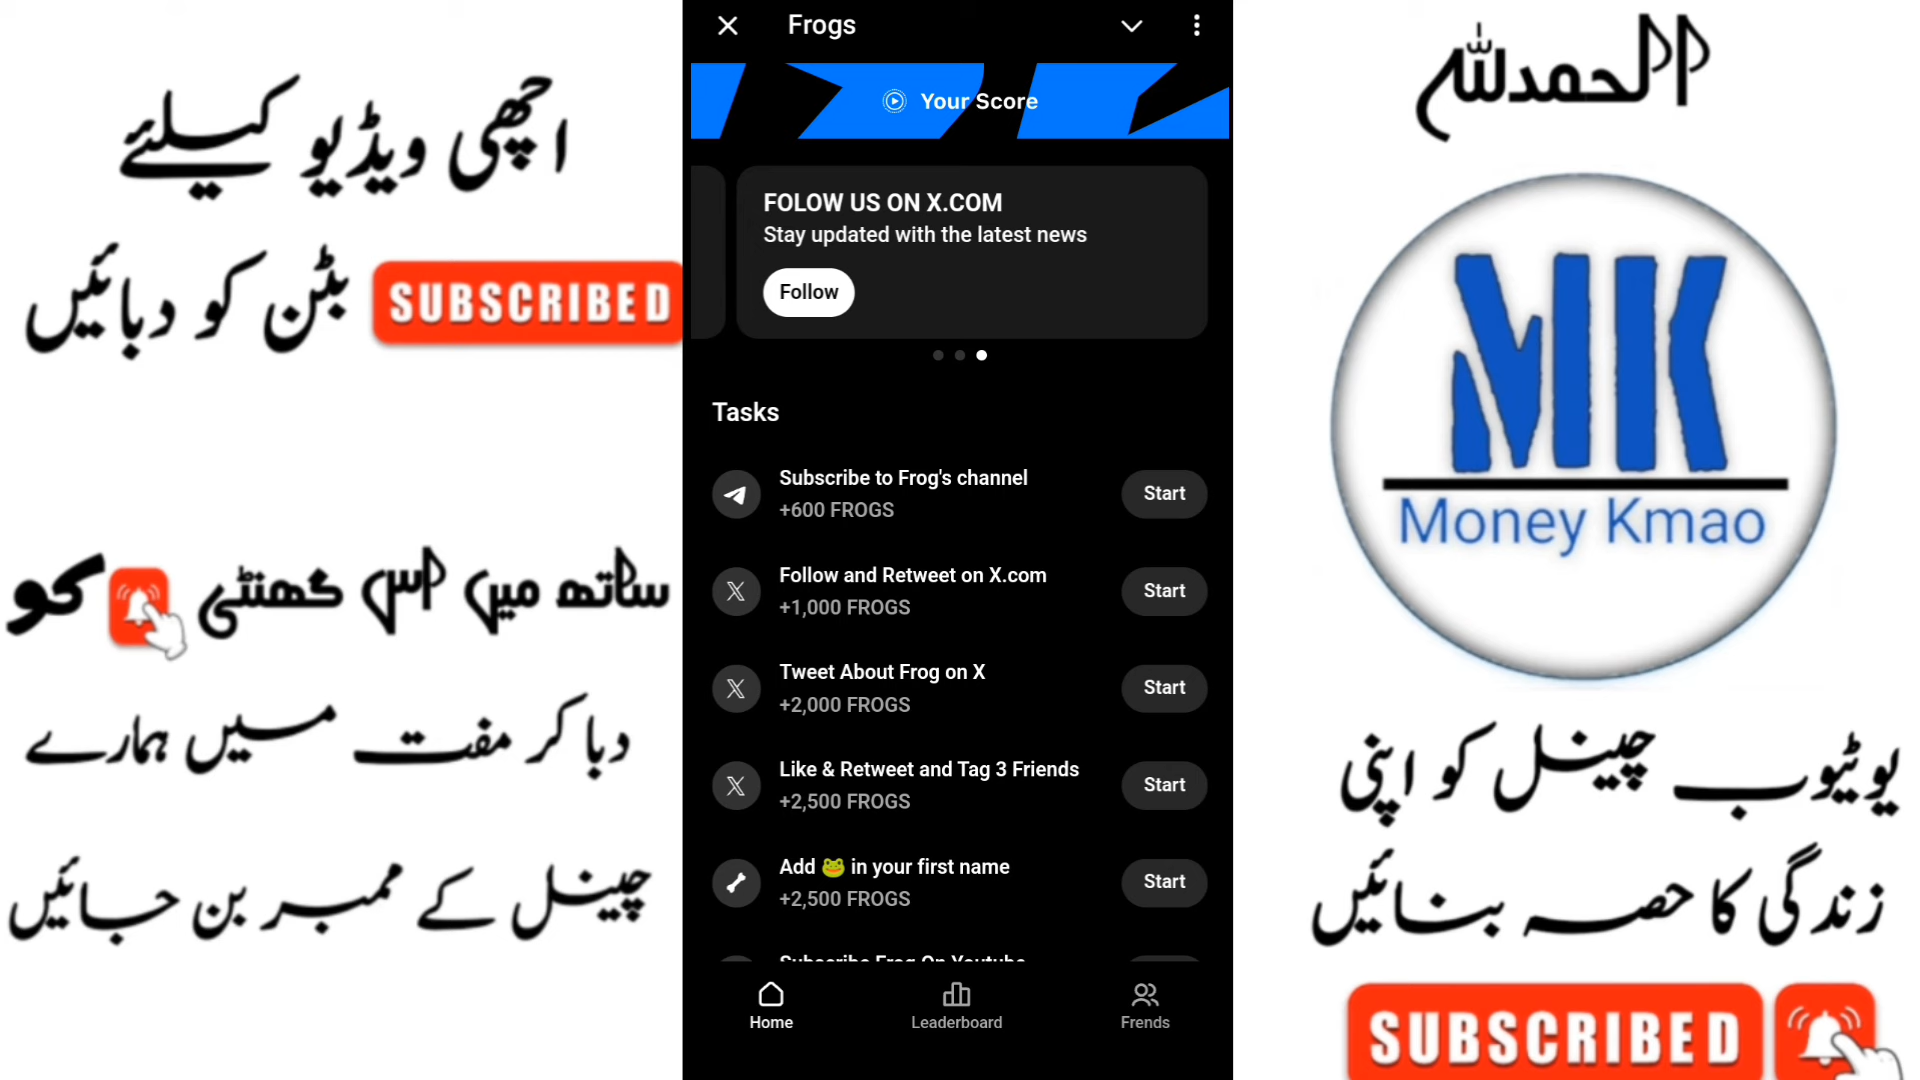 اچھی ویڈیو کیلئے
بٹن کو دبائیں SUBSCRIBED
ساتھ میں اس گھنٹی کو
دبا کر مفت میں ہمارے
چینل کے ممبر بن جائیں
Frogs
Your Score
FOLOW US ON X.COM
Stay updated with the latest news
Follow
Tasks
Subscribe to Frog's channel
+600 FROGS
Start
Follow and Retweet on X.com
+1,000 FROGS
Start
Tweet About Frog on X
+2,000 FROGS
Start
Like & Retweet and Tag 3 Friends
+2,500 FROGS
Start
Add 🐸 in your first name
+2,500 FROGS
Start
Subscribe Frog On Youtube
Home
Leaderboard
Frends
الحمدللہ
MK
Money Kmao
یوٹیوب چینل کو اپنی
زندگی کا حصہ بنائیں
SUBSCRIBED